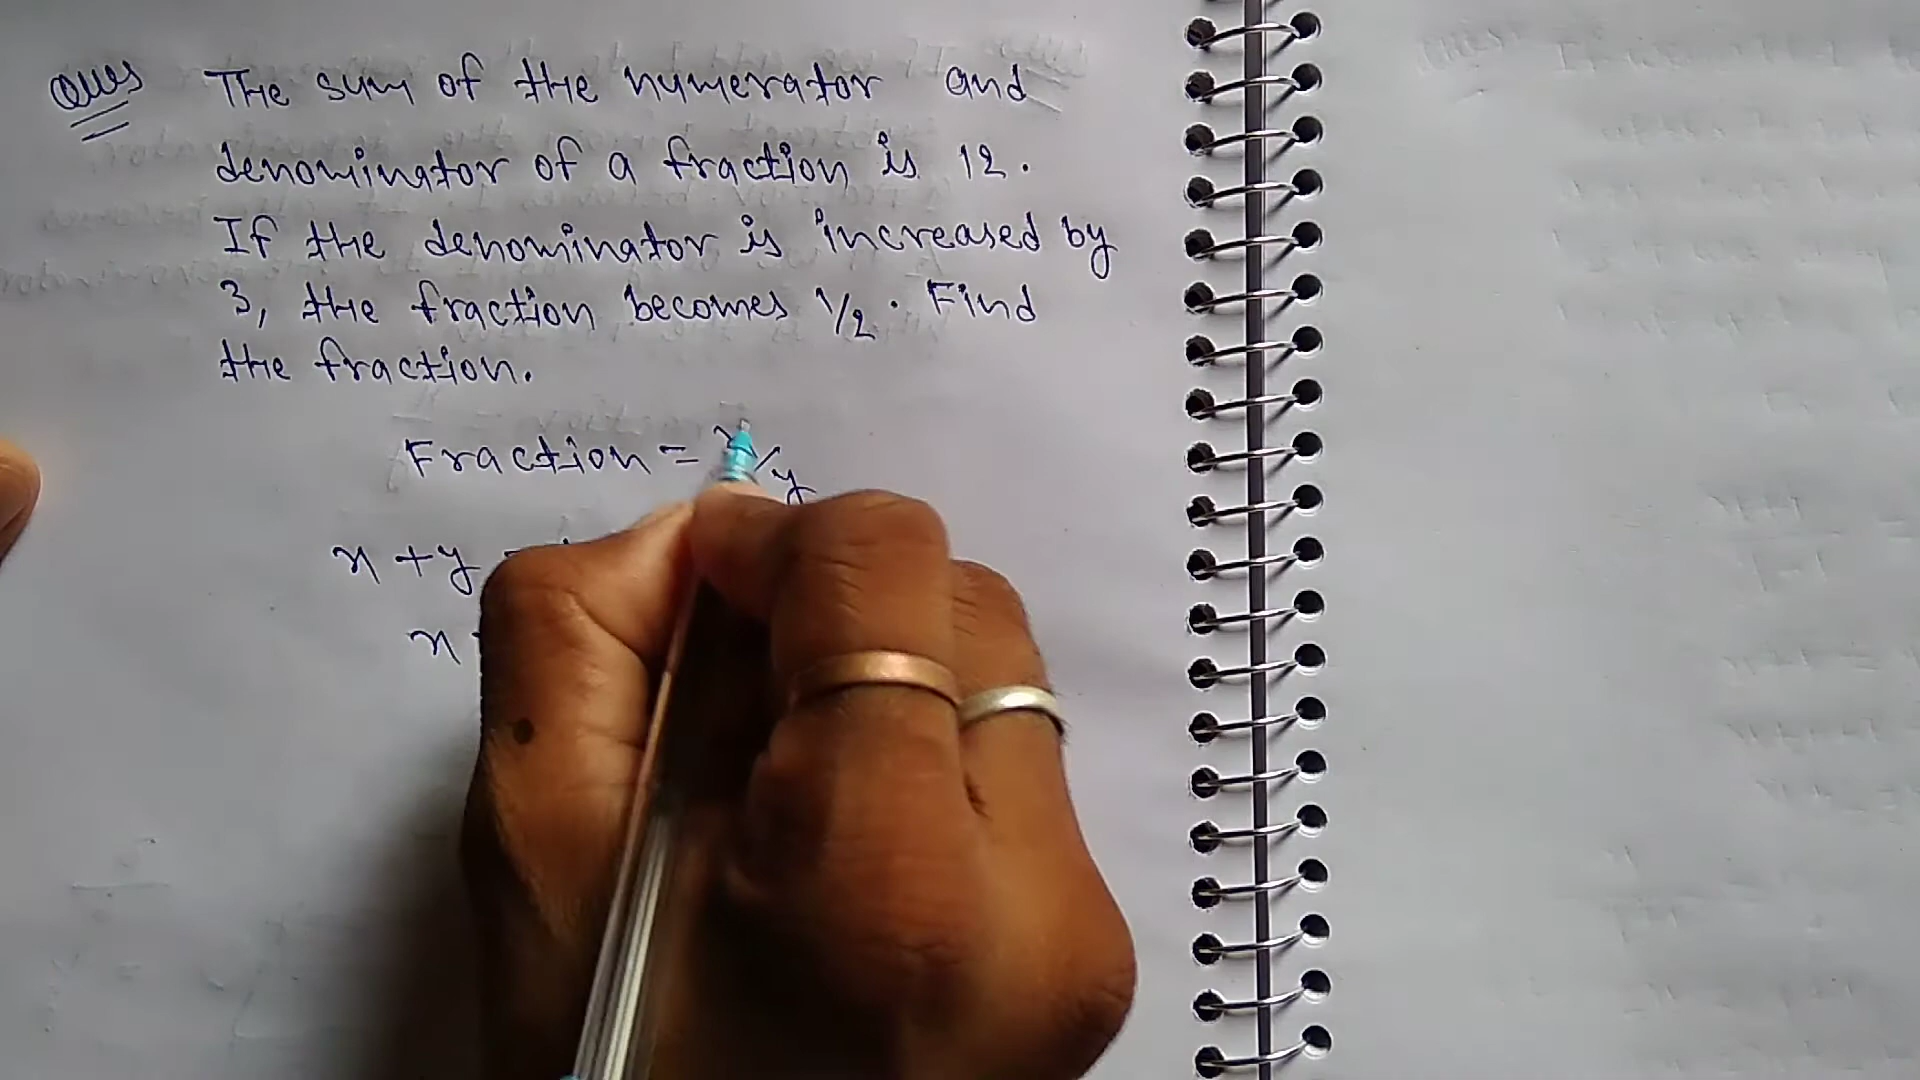 Ques The sum of the numerator and
denominator of a fraction is 12.
If the denominator is increased by
3, the fraction becomes 1/2. Find
the fraction.
Fraction = x/y
x + y =
x